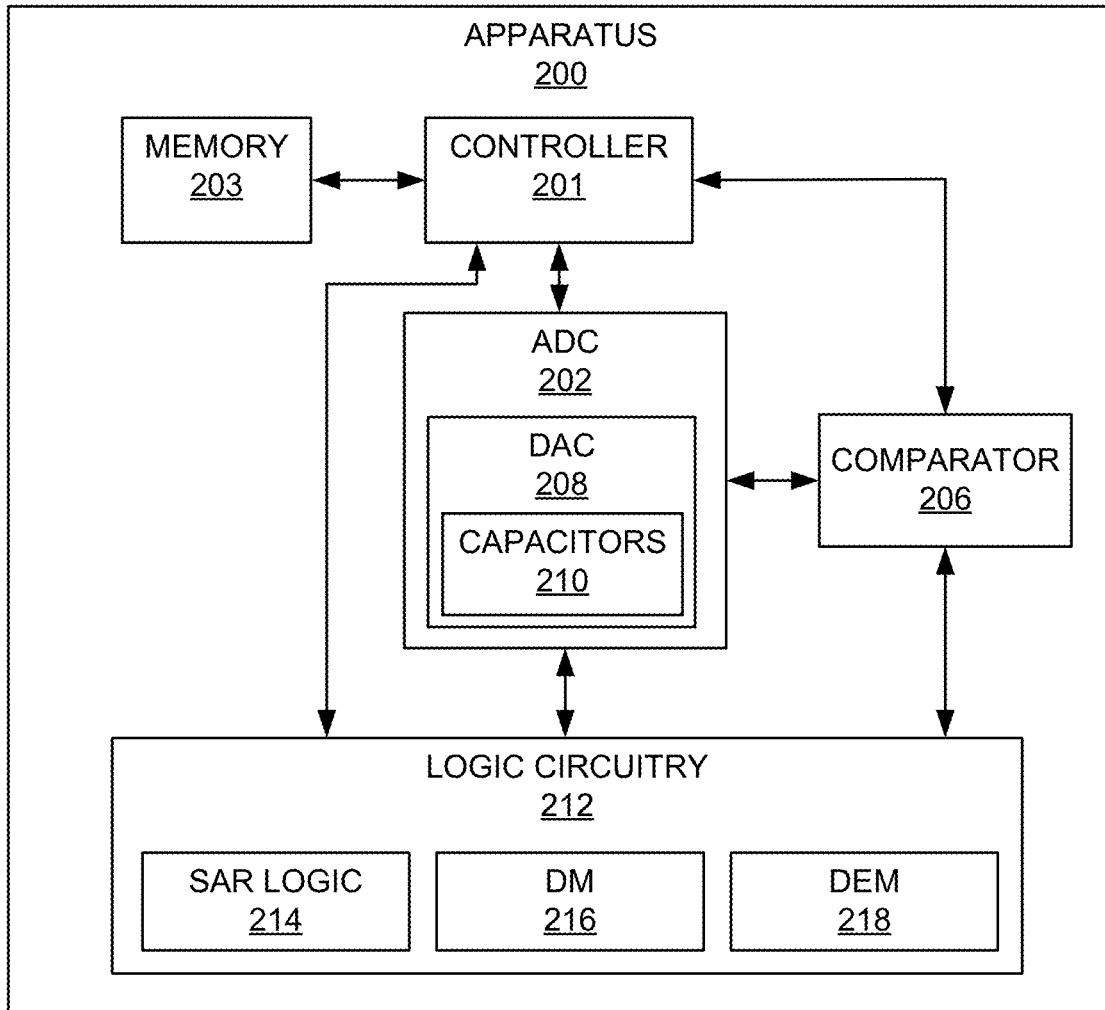 APPARATUS
200
MEMORY
203
CONTROLLER
201
ADC
202
DAC
208
CAPACITORS
210
COMPARATOR
206
LOGIC CIRCUITRY
212
SAR LOGIC
214
DM
216
DEM
218